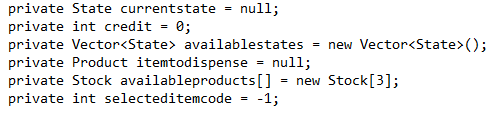 private State currentstate = null;
private int credit = 0;
private Vector<State> availablestates = new Vector<State>();
private Product itemtodispense = null;
private Stock availableproducts[] = new Stock[3];
private int selecteditemcode = -1;